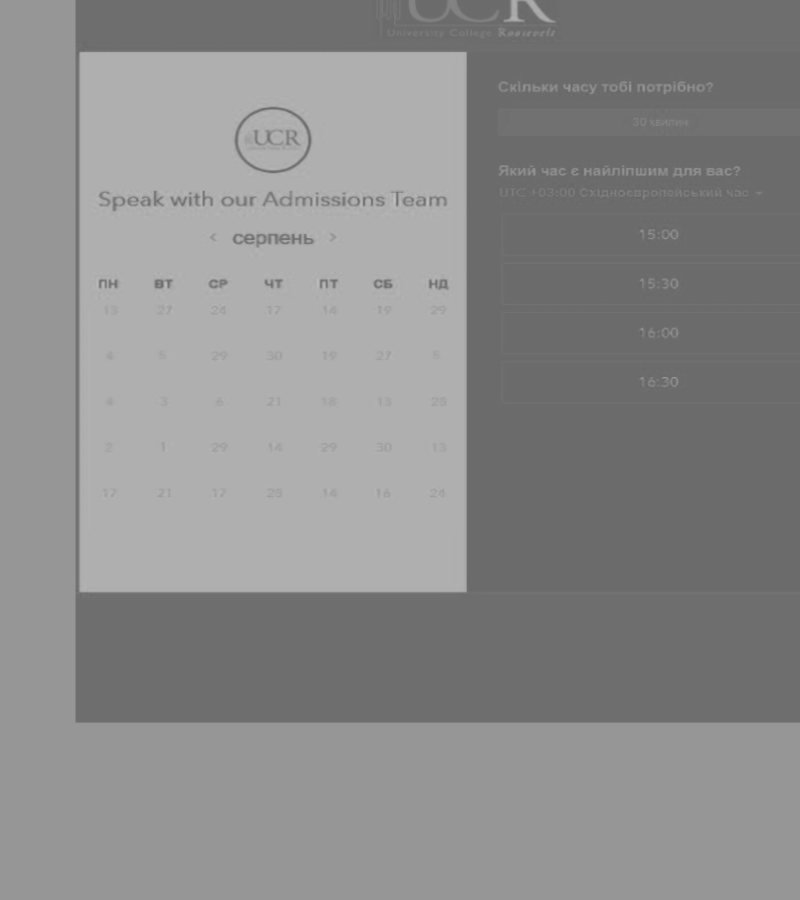 UCR
University College Roosevelt
UCR
Speak with our Admissions Team
< серпень >
ПН ВТ СР ЧТ ПТ СБ НД
13 27 24 17 14 19 29
4 5 29 30 19 27 5
4 3 6 21 18 13 28
2 1 29 14 29 30 13
17 21 17 28 14 16 24
Скільки часу тобі потрібно?
30 хвилин
Який час є найліпшим для вас?
UTC +03:00 Східноєвропейський час
15:00
15:30
16:00
16:30